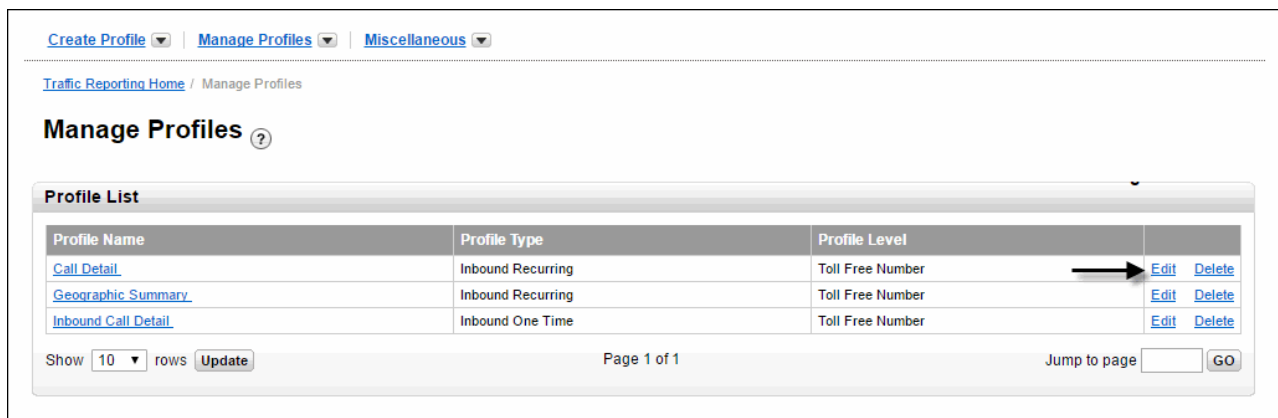 Create Profile | Manage Profiles | Miscellaneous
Traffic Reporting Home / Manage Profiles
Manage Profiles ?
Profile List
Profile Name Profile Type Profile Level
Call Detail Inbound Recurring Toll Free Number Edit Delete
Geographic Summary Inbound Recurring Toll Free Number Edit Delete
Inbound Call Detail Inbound One Time Toll Free Number Edit Delete
Show 10 rows Update Page 1 of 1 Jump to page GO